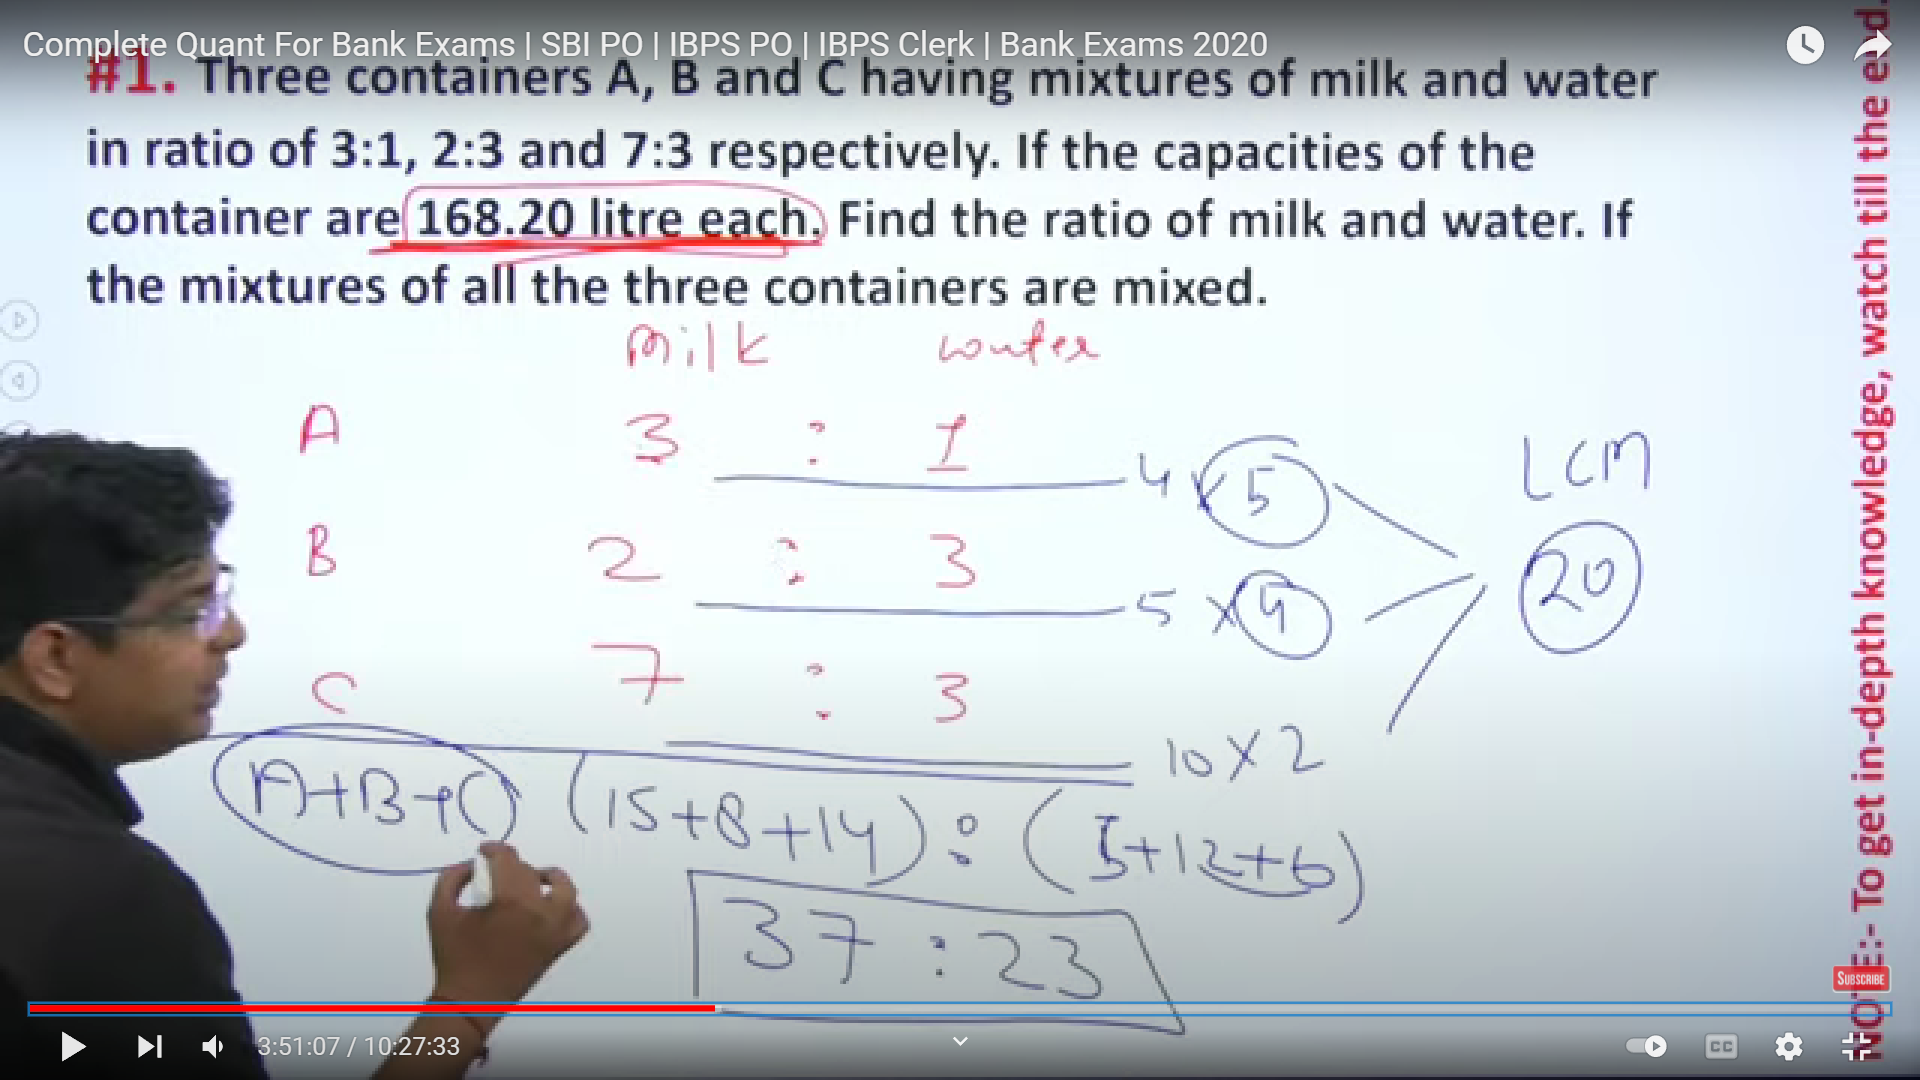 Complete Quant For Bank Exams | SBI PO | IBPS PO | IBPS Clerk | Bank Exams 2020
#1. Three containers A, B and C having mixtures of milk and water
in ratio of 3:1, 2:3 and 7:3 respectively. If the capacities of the
container are 168.20 litre each. Find the ratio of milk and water. If
the mixtures of all the three containers are mixed.
milk water
A 3 : 1
4 x 5
LCM
B 2 : 3
5 x 4
20
C 7 : 3
10 x 2
A+B+C (15+8+14) : (5+12+6)
37 : 23
NOTE:- To get in-depth knowledge, watch till the end.
SUBSCRIBE
3:51:07 / 10:27:33
CC